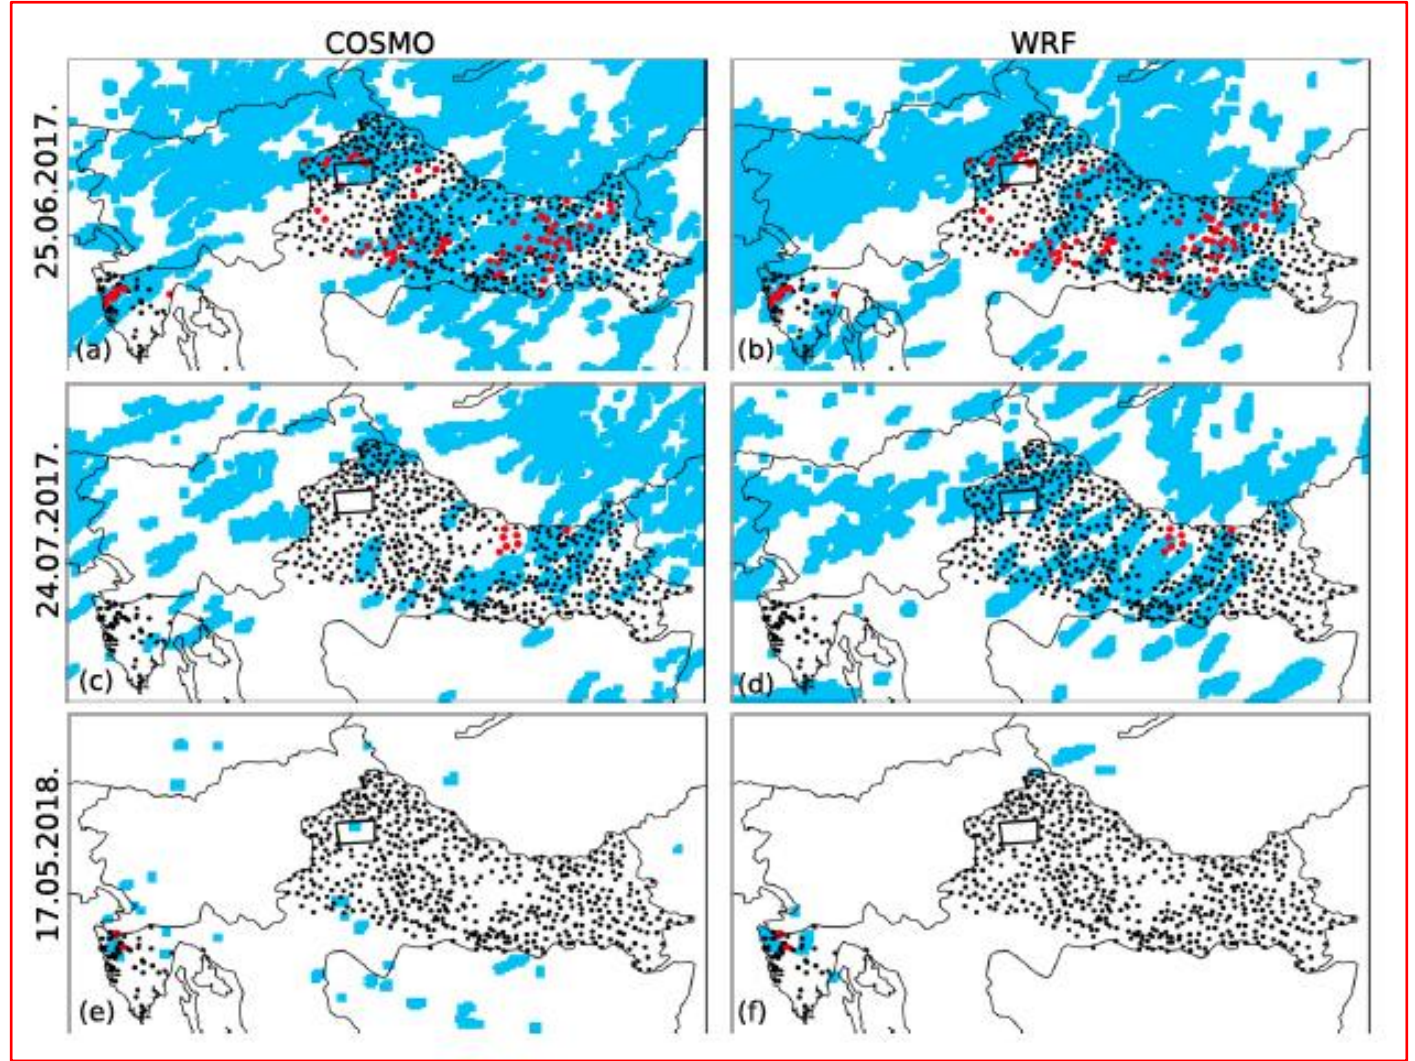 COSMO WRF
25.06.2017.
(a) (b)
24.07.2017.
(c) (d)
17.05.2018.
(e) (f)